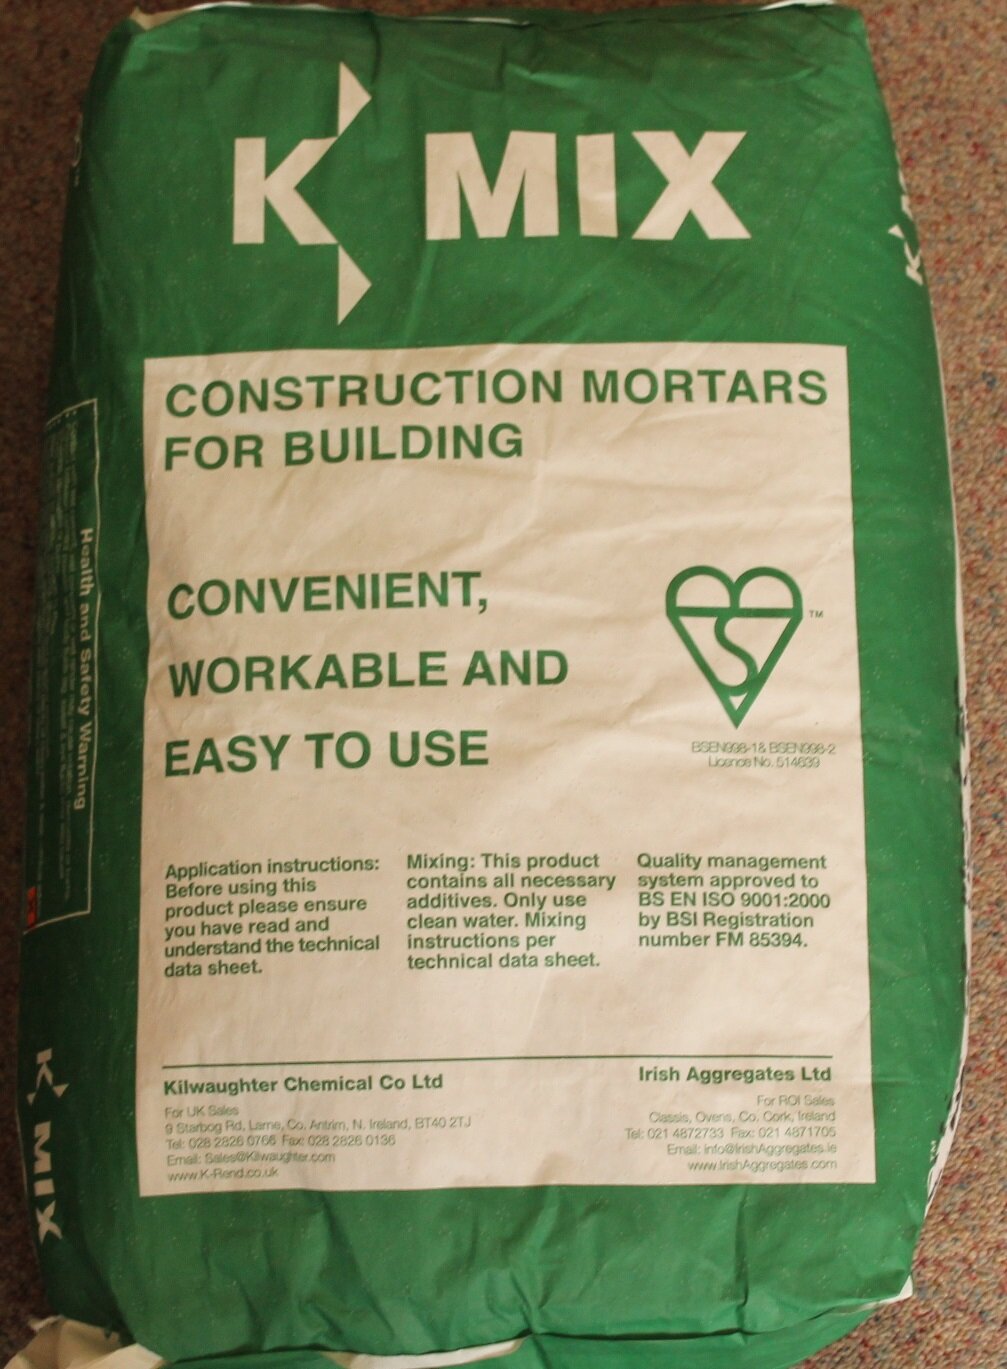 K MIX
CONSTRUCTION MORTARS
FOR BUILDING
CONVENIENT,
WORKABLE AND
EASY TO USE
TM
BSEN998-1 & BSEN998-2
Licence No. 514639
Application instructions:
Before using this
product please ensure
you have read and
understand the technical
data sheet.
Mixing: This product
contains all necessary
additives. Only use
clean water. Mixing
instructions per
technical data sheet.
Quality management
system approved to
BS EN ISO 9001:2000
by BSI Registration
number FM 85394.
Kilwaughter Chemical Co Ltd
For UK Sales
9 Starbog Rd, Larne, Co. Antrim, N. Ireland, BT40 2TJ
Tel: 028 2826 0766 Fax: 028 2826 0136
Email: Sales@Kilwaughter.com
www.K-Rend.co.uk
Irish Aggregates Ltd
For ROI Sales
Classis, Ovens, Co. Cork, Ireland
Tel: 021 4872733 Fax: 021 4871705
Email: Info@IrishAggregates.ie
www.IrishAggregates.com
Health and Safety Warning
K MIX
K
TM